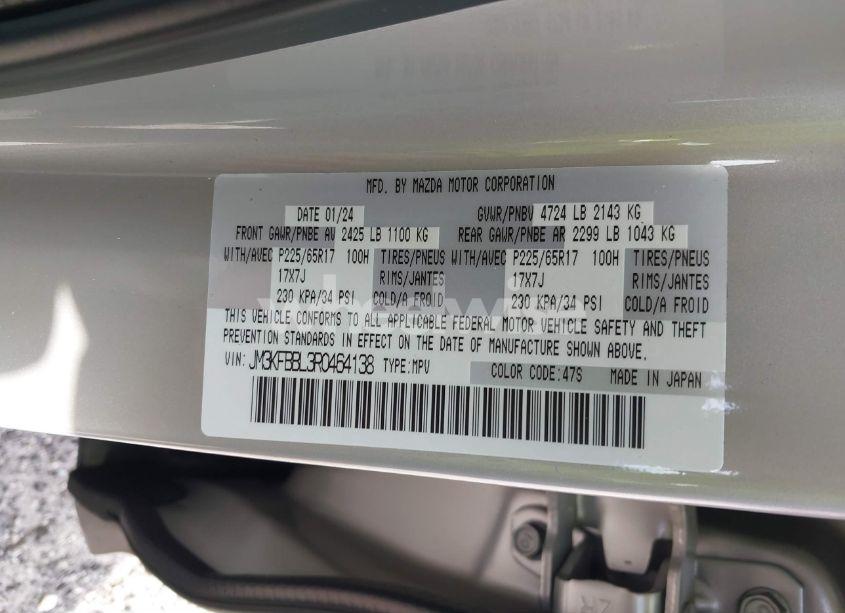 MFD. BY MAZDA MOTOR CORPORATION
DATE 01/24 GVWR/PNBV 4724 LB 2143 KG
FRONT GAWR/PNBE AV 2425 LB 1100 KG REAR GAWR/PNBE AR 2299 LB 1043 KG
WITH/AVEC P225/65R17 100H TIRES/PNEUS WITH/AVEC P225/65R17 100H TIRES/PNEUS
17X7J RIMS/JANTES 17X7J RIMS/JANTES
230 KPA/34 PSI COLD/A FROID 230 KPA/34 PSI COLD/A FROID
THIS VEHICLE CONFORMS TO ALL APPLICABLE FEDERAL MOTOR VEHICLE SAFETY AND THEFT
PREVENTION STANDARDS IN EFFECT ON THE DATE OF MANUFACTURE SHOWN ABOVE.
VIN: JM3KFBBL3R0464138 TYPE:MPV COLOR CODE:47S MADE IN JAPAN